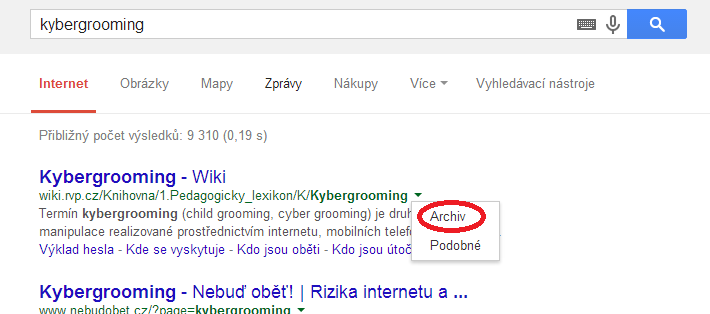 kybergrooming
Internet Obrázky Mapy Zprávy Nákupy Více Vyhledávací nástroje
Přibližný počet výsledků: 9 310 (0,19 s)
Kybergrooming - Wiki
wiki.rvp.cz/Knihovna/1.Pedagogicky_lexikon/K/Kybergrooming
Archiv
Podobné
Termín kybergrooming (child grooming, cyber grooming) je druh
manipulace realizované prostřednictvím internetu, mobilních telef
Výklad hesla - Kde se vyskytuje - Kdo jsou oběti - Kdo jsou útoč
Kybergrooming - Nebuď oběť! | Rizika internetu a ...
www.nebudobet.cz/?page=kybergrooming